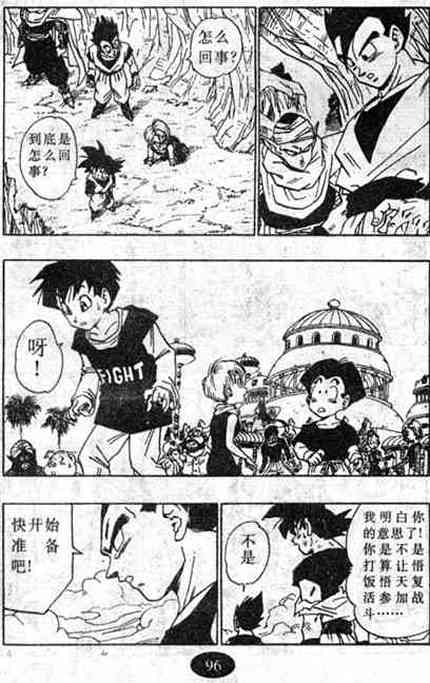 怎么
回事?
到底是
怎么回
事?
呀!
FIGHT
我明白你
的意思了!
你是不是
打算让悟
饭悟天复
活参加战
斗……
不是
快开始
准备
吧!
96